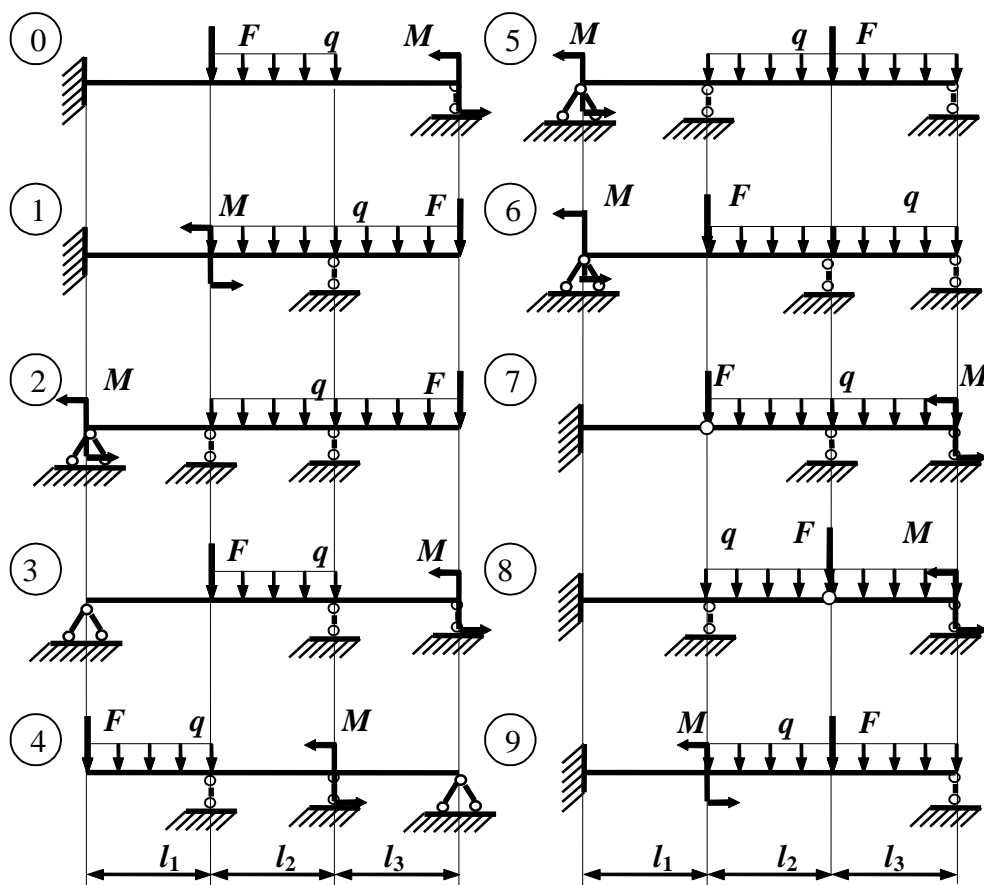 0 F q M
5 M q F
1 M q F
6 M F q
2 M q F
7 F q M
3 F q M
8 q F M
4 F q M
9 M q F
l1 l2 l3
l1 l2 l3